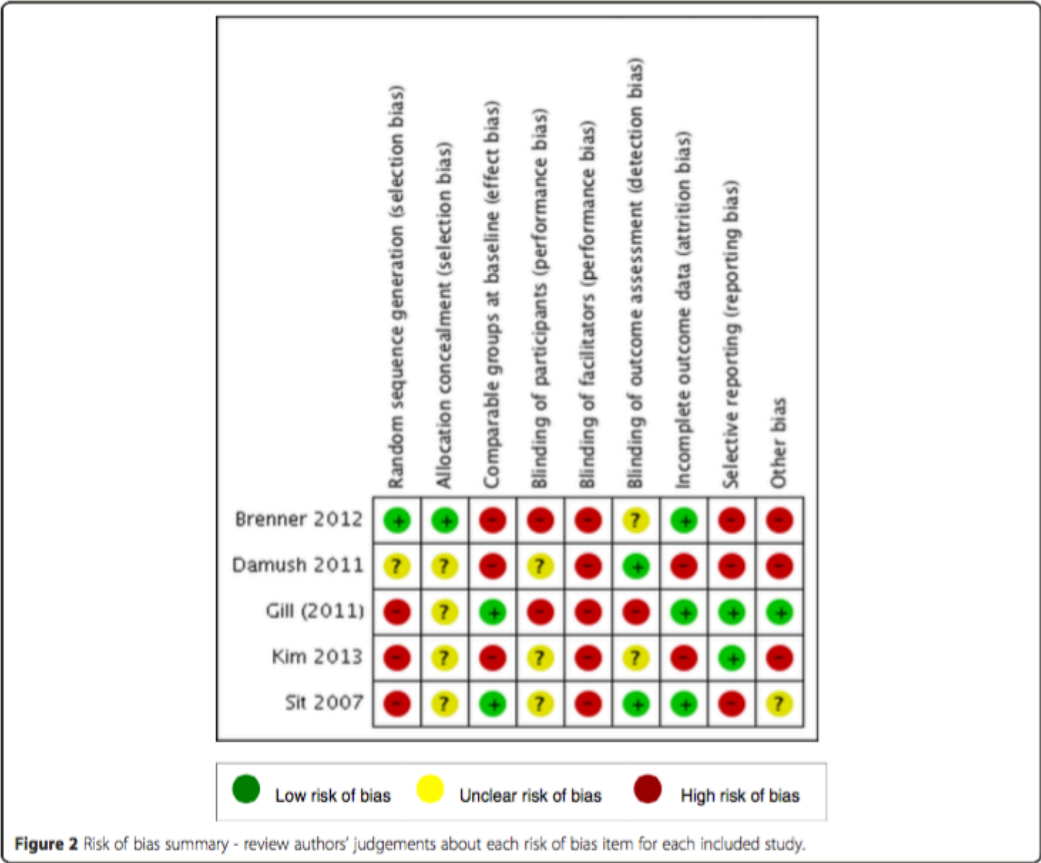 Random sequence generation (selection bias)
Allocation concealment (selection bias)
Comparable groups at baseline (effect bias)
Blinding of participants (performance bias)
Blinding of facilitators (performance bias)
Blinding of outcome assessment (detection bias)
Incomplete outcome data (attrition bias)
Selective reporting (reporting bias)
Other bias
Brenner 2012 + + - - - ? + - -
Damush 2011 ? ? - ? - + - - -
Gill (2011) - ? + - - - + + +
Kim 2013 - ? - ? - ? - + -
Sit 2007 - ? + ? - + + - ?
Low risk of bias Unclear risk of bias High risk of bias
Figure 2 Risk of bias summary - review authors' judgements about each risk of bias item for each included study.